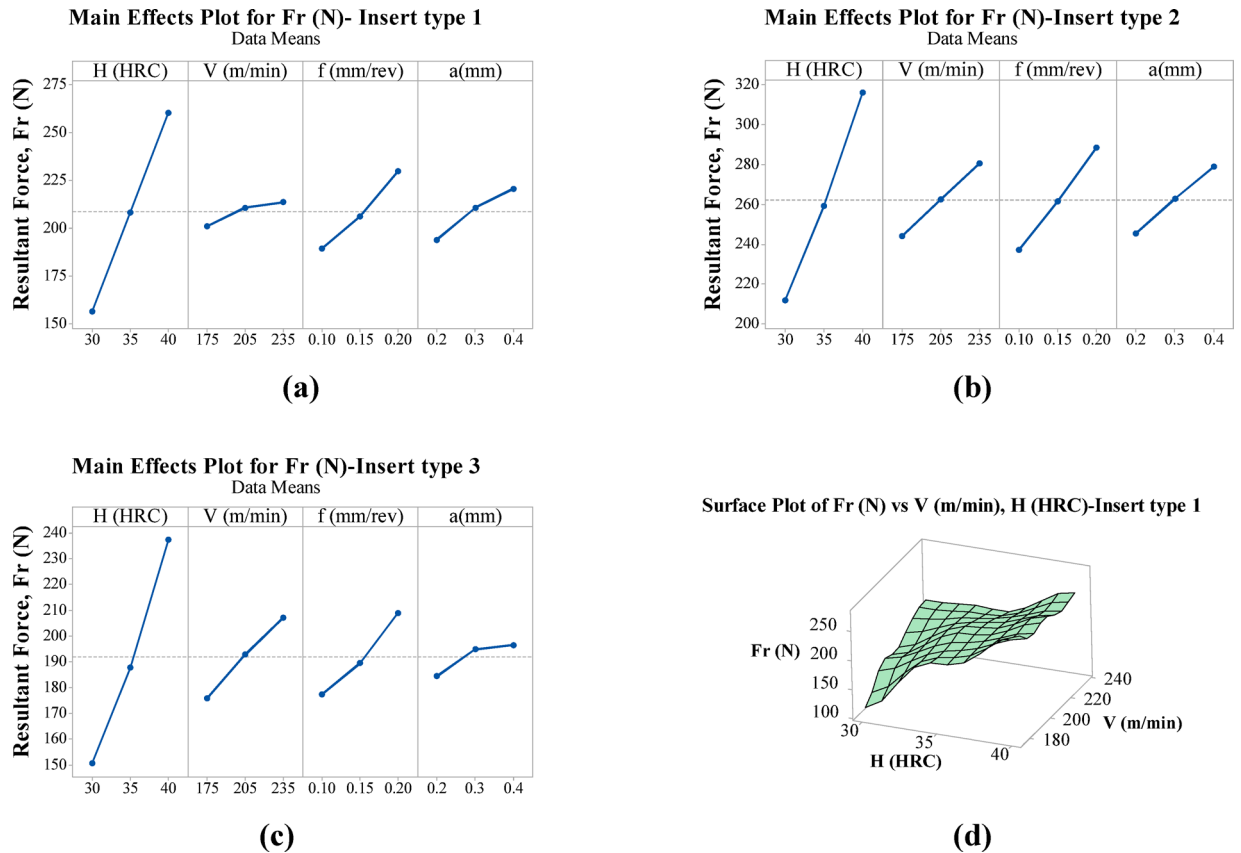 Main Effects Plot for Fr (N)- Insert type 1
Data Means
H (HRC) V (m/min) f (mm/rev) a(mm)
Resultant Force, Fr (N)
275
250
225
200
175
150
30 35 40 175 205 235 0.10 0.15 0.20 0.2 0.3 0.4
(a)
Main Effects Plot for Fr (N)-Insert type 2
Data Means
H (HRC) V (m/min) f (mm/rev) a(mm)
Resultant Force, Fr (N)
320
300
280
260
240
220
200
30 35 40 175 205 235 0.10 0.15 0.20 0.2 0.3 0.4
(b)
Main Effects Plot for Fr (N)-Insert type 3
Data Means
H (HRC) V (m/min) f (mm/rev) a(mm)
Resultant Force, Fr (N)
240
230
220
210
200
190
180
170
160
150
30 35 40 175 205 235 0.10 0.15 0.20 0.2 0.3 0.4
(c)
Surface Plot of Fr (N) vs V (m/min), H (HRC)-Insert type 1
Fr (N)
250
200
150
100
30 35 40
H (HRC)
180 200 220 240
V (m/min)
(d)